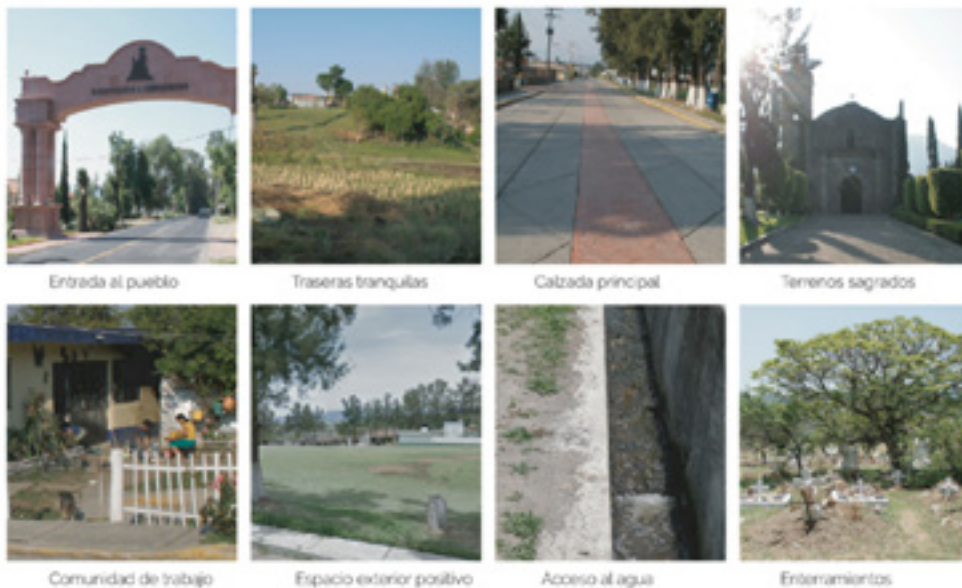 Entrada al pueblo
Traseras tranquilas
Calzada principal
Terrenos sagrados
Comunidad de trabajo
Espacio exterior positivo
Acceso al agua
Enterramientos